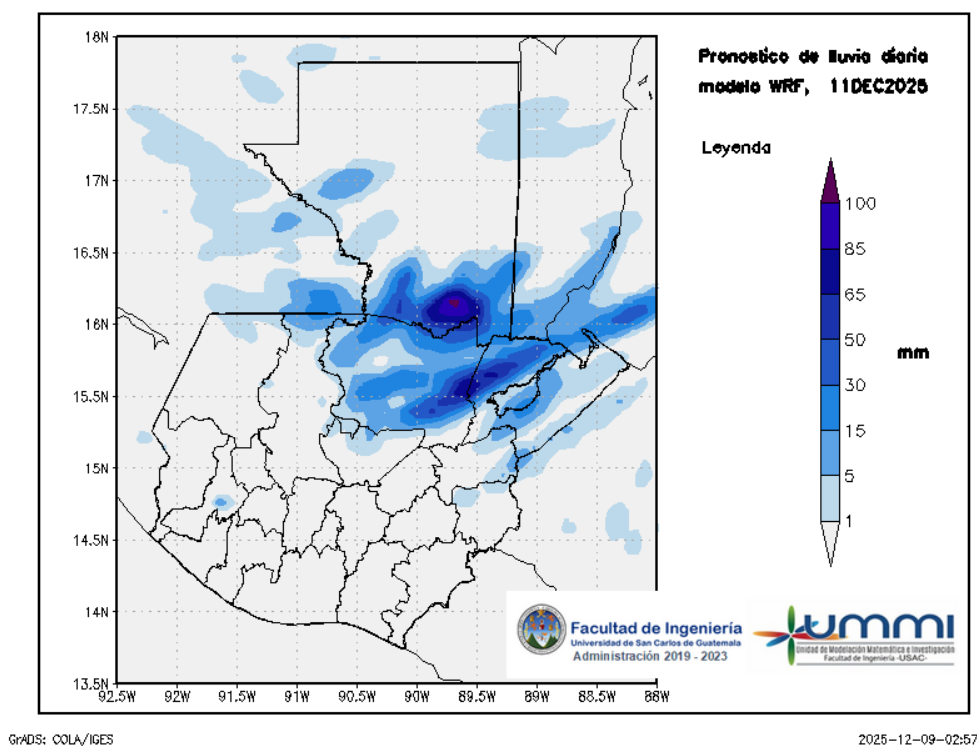 Pronostico de lluvia diaria
modelo WRF, 11DEC2025
Leyenda
100
85
65
50
30
15
5
1
mm
18N
17.5N
17N
16.5N
16N
15.5N
15N
14.5N
14N
13.5N
92.5W 92W 91.5W 91W 90.5W 90W 89.5W 89W 88.5W 88W
Facultad de Ingeniería
Universidad de San Carlos de Guatemala
Administración 2019 - 2023
ummi
Unidad de Modelación Matemática e Investigación
Facultad de Ingeniería -USAC-
GrADS: COLA/IGES
2025-12-09-02:57